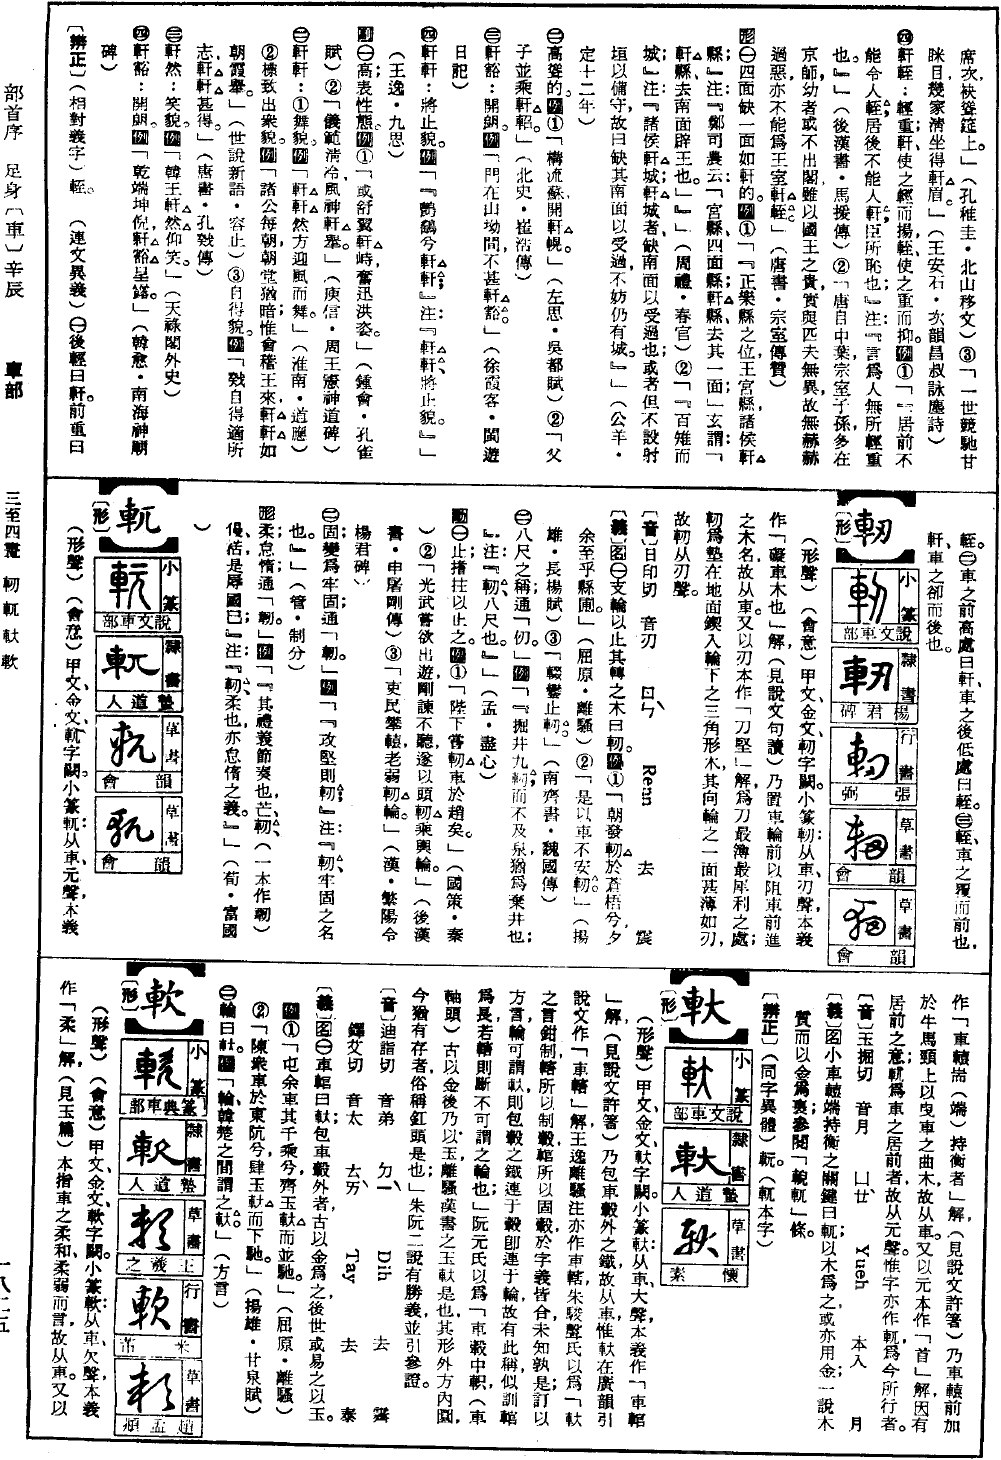 席次袂聳筵上。」（孔稚圭・北山移文）③「一世競馳甘
眯目幾家清坐得軒眉。」（王安石・次韻昌叔詠塵詩）
㈣軒輊：輕重軒、使之輕而揚輊、使之重而抑。例①「『居前不
能令人輊居後不能令人軒臣所恥也』注『言為人無所輕重
也。』」（後漢書・馬援傳）②「唐自中葉宗室子孫多在
京師幼者或不出閣雖以國王之貴實與匹夫無異故無赫赫
過惡亦不能為王室軒輊。」（唐書・宗室傳贊）
形㈠四面缺一面如軒的。例①「『正樂縣之位王宮縣諸侯軒
縣』注『鄭司農云「宮縣四面縣軒縣去其一面」玄謂「
軒縣去南面辟王也。」』」（周禮・春官）②「『百雉而
城』注『諸侯軒城軒城者缺南面以受過也或者但不設射
垣以備守故曰缺其南面以受過不妨仍有城。』」（公羊・
定十二年）
㈡高聳的。例①「構流蘇開軒幌。」（左思・吳都賦）②「父
子並乘軒軺。」（北史・崔㥄傳）
㈢軒豁：開朗。例「門在山坳間不甚軒豁。」（徐霞客・閩遊
日記）
㈣軒軒：將止貌。例「『鸕鷀兮軒軒』注『軒軒將止貌。』」
（王逸・九思）
副㈠高表性態。例①「或舒翼軒峙奮迅洪姿。」（鍾會・孔雀
賦）②「儀範清冷風神軒舉。」（庾信・周王憲神道碑）
㈡軒軒：①舞貌。例「軒軒然方迎風而舞。」（淮南・道應）
②標致出衆貌。例「諸公每朝朝堂猶暗惟會稽王來軒軒如
朝霞舉。」（世說新語・容止）③自得貌。例「戣自得適所
志軒軒甚得。」（唐書・孔戣傳）
㈢軒然：笑貌。例「韓王軒然仰笑。」（天祿閣外史）
㈣軒豁：開朗。例「乾端坤倪軒豁呈露。」（韓愈・南海神廟
碑）
〔辨正〕（相對義字）輊。（連文異義）㈠後輕曰軒。前重曰
輊。㈡車之前高處曰軒車之後低處曰輊。㈢輊、車之覆而前也，
軒、車之卻而後也。
軔
〔形〕
小篆
說文車部
隸書
楊君碑
行書
張弼
草書
韻會
草書
韻會
（形聲）（會意）甲文、金文、軔字闕。小篆軔：从車、刃聲，本義
作「礙車木也」解（見說文句讀）乃置車輪前以阻車前進
之木名，故从車。又以刃本作「刀堅」解，為刀最薄最犀利之處；
軔為墊在地面鍥入輪下之三角形木，其向輪之一面甚薄如刃，
故軔从刃聲。
〔音〕日印切　音刃　ㄖㄣˋ　Renn　去　震
〔義〕名㈠支輪以止其轉之木曰軔。例①「朝發軔於蒼梧兮夕
余至乎縣圃。」（屈原・離騷）②「是以車不安軔」（揚
雄・長楊賦）③「輟鑾止軔。」（南齊書・魏國傳）
㈡八尺之稱通「仞」。例「『掘井九軔而不及泉猶為棄井也；
』注：『軔、八尺也。』」（孟・盡心）
動㈠止；揩拄以止之。例①「陛下嘗軔車於趙矣。」（國策・秦
）②「光武嘗欲出遊剛諫不聽遂以頭軔乘輿輪。」（後漢
書・申屠剛傳）③「吏民攀轅老弱軔輪。」（漢・繁陽令
楊君碑）
㈡固；變為牢固通「韌」。例「『攻堅則軔』注：『軔、牢固之名
也。』」（管・制分）
形柔；怠惰通「韌」。例「『其禮義節奏也芒軔（一本作韌）
僈楛是辱國已』注：『軔、柔也亦怠惰之義。』」（荀・富國
）
軏
〔形〕
小篆
說文車部
隸書
蟄道人
草書
韻會
草書
韻會
（形聲）（會意）甲文、金文、軏字闕。小篆軏：从車、元聲，本義
作「車轅耑（端）持衡者」解，（見說文許箸）乃車轅前加
於牛馬頸上以曳車之曲木，故从車。又以元本作「首」解，因有
居前之意，軏為車之居前者，故从元聲。惟字亦作軏，為今所行者。
〔音〕玉掘切　音月　ㄩㄝˋ　Yueh　本入　月
〔義〕名小車轅端持衡之關鍵曰軏；以木為之，或亦用金；一說木
質而以金為裏。參閱「輗軏」條。
〔辨正〕（同字異體）軏。（軏本字）
軑
〔形〕
小篆
說文車部
隸書
蟄道人
草書
懷素
（形聲）甲文、金文、軑字闕。小篆軑：从車、大聲，本義作「車輨
」解（見說文許箸）乃包車轂外之鐵，故从車。惟軑在廣韻引
說文作「車轄」解，王逸離騷注亦作車轄，朱駿聲氏以為「軑
之言鉗制，轄所以制轂，輨所以固轂，於字義皆合，未知孰是；訂以
方言輪可謂軑，則包轂之鐵連于轂，卽連于輪，故有此稱，似訓輨
為長，若轄則斷不可謂之輪也」阮元氏以為「車轂中軹，（車
軸頭）古以金後乃以玉，離騷漢書之玉軑是也，其形外方內圓，
今猶有存者，俗稱釭頭是也；」朱阮二說有勝義，並引參證。
〔音〕迪詣切　音弟　ㄉㄧˋ　Dih　去　霽
鐸艾切　音太　ㄊㄞˋ　Tay　去　泰
〔義〕名㈠車輨曰軑，包車轂外者；古以金為之，後世或易之以玉。
例①「屯余車其千乘兮齊玉軑而並馳。」（屈原・離騷）
②「陳衆車於東阬兮肆玉軑而下馳。」（揚雄・甘泉賦）
㈡輪曰軑。例「輪韓楚之間謂之軑。」（方言）
軟
〔形〕
小篆
篆典車部
隸書
蟄道人
草書
王羲之
行書
米芾
草書
趙孟頫
（形聲）（會意）甲文、金文、軟字闕。小篆軟：从車、欠聲，本義
作「柔」解，（見玉篇）本指車之柔和、柔弱而言，故从車。又以
部首序　足身〔車〕辛辰　車部　三至四畫　軔軏軑軟　一八二五